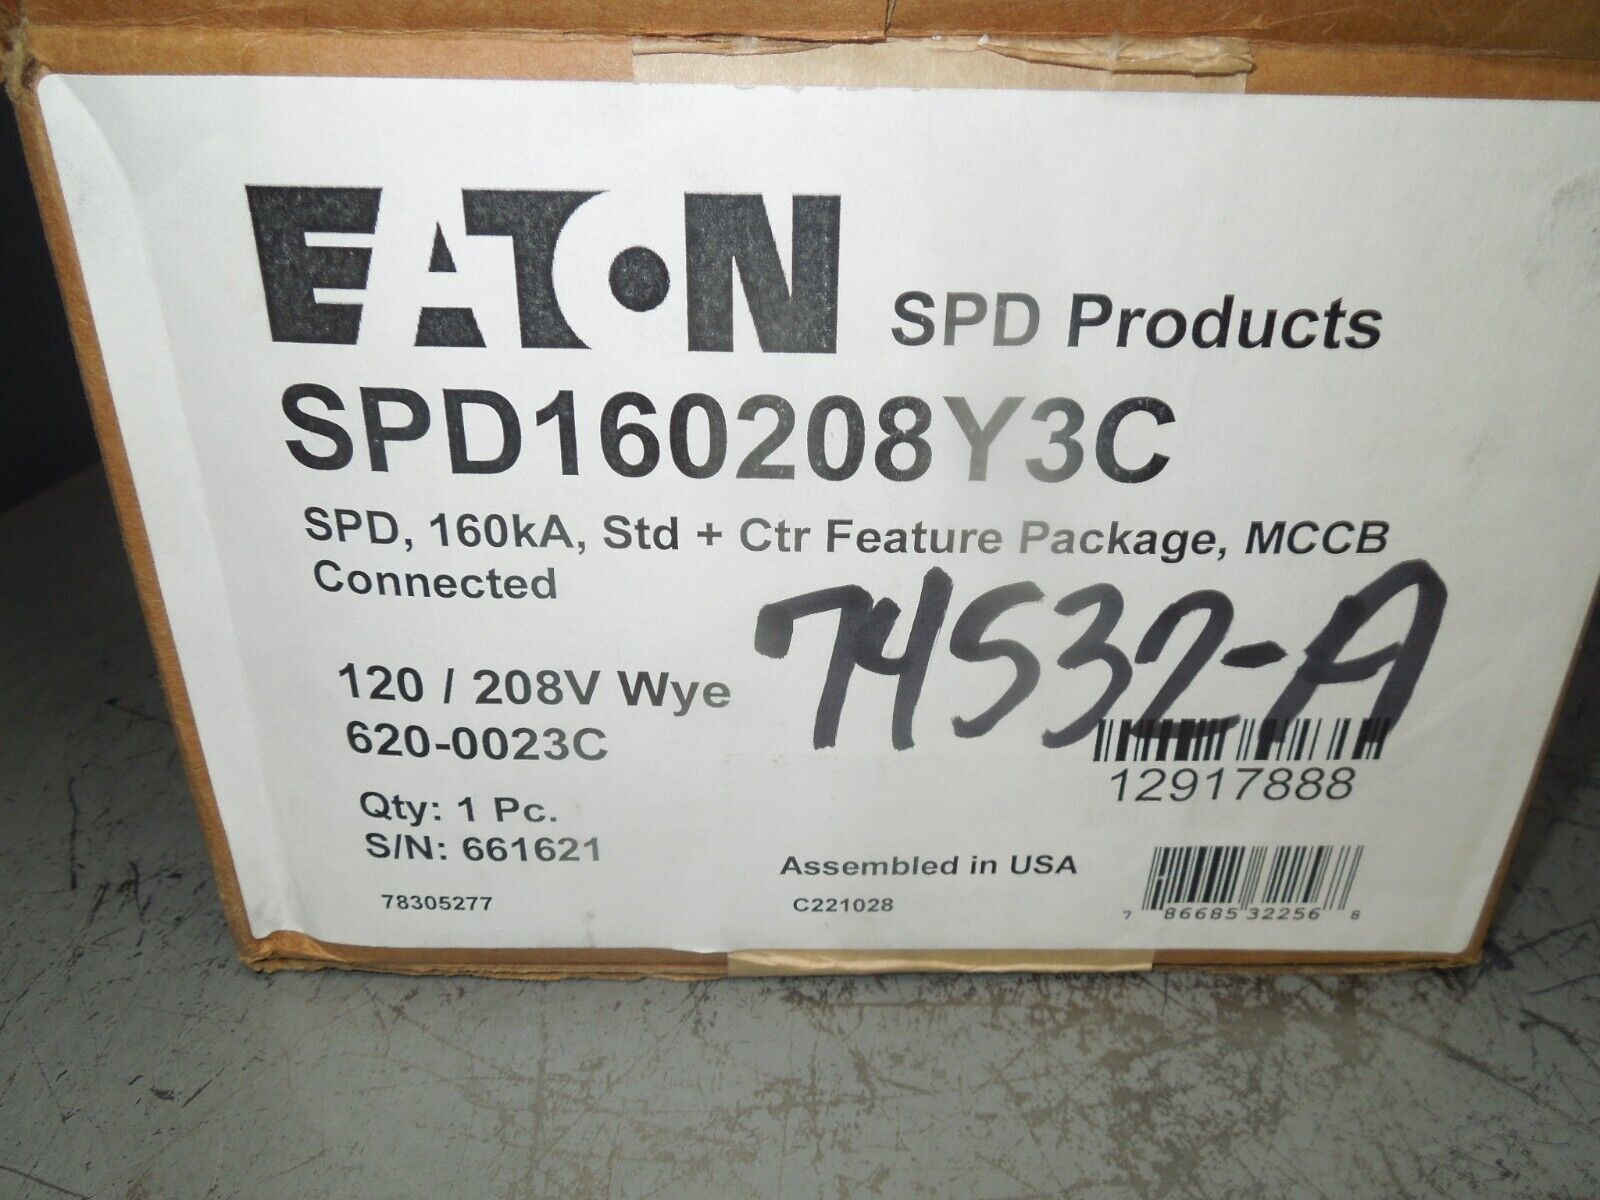 EATON SPD Products
SPD160208Y3C
SPD, 160kA, Std + Ctr Feature Package, MCCB
Connected
74532-A
120 / 208V Wye
620-0023C
12917888
Qty: 1 Pc.
S/N: 661621
Assembled in USA
78305277
C221028
7 86685 32256 8